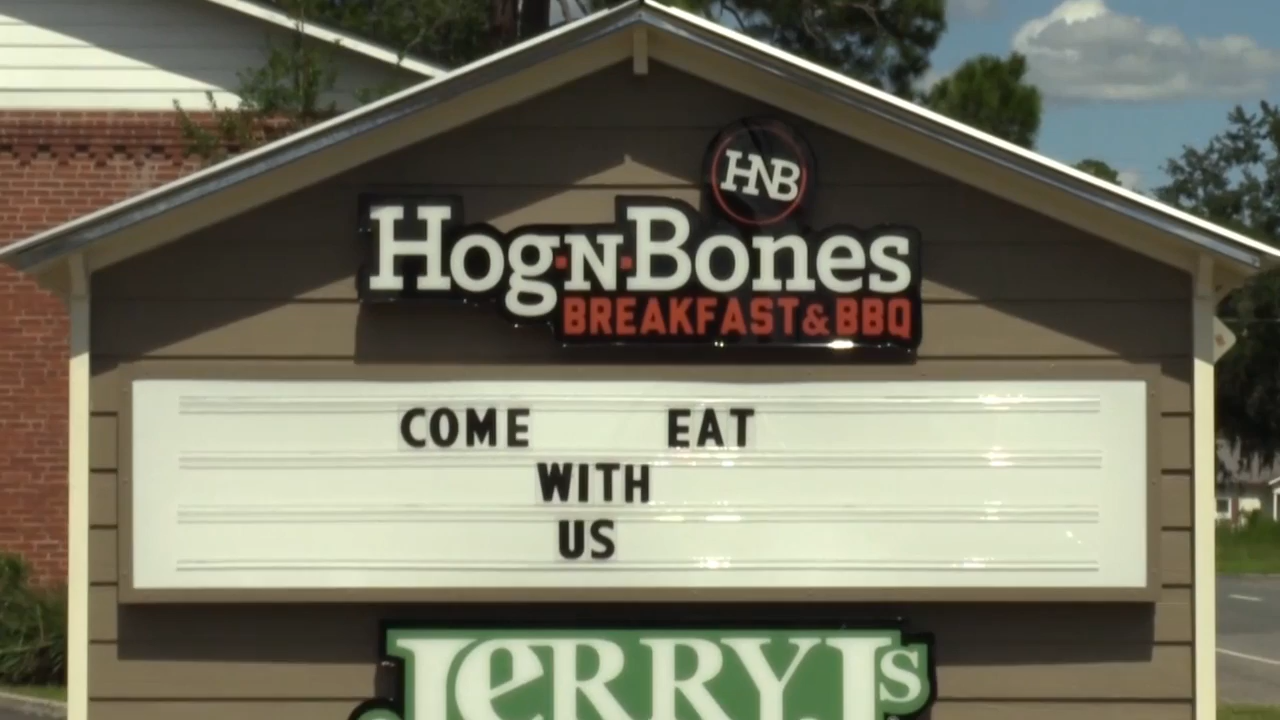 HNB
Hog·N·Bones
BREAKFAST & BBQ
COME EAT
WITH
US
JERRY J's